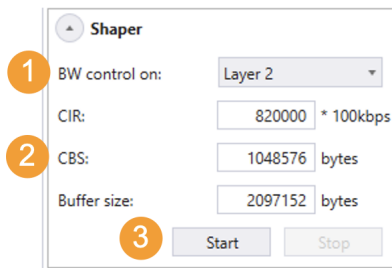 Shaper
1 BW control on: Layer 2
CIR: 820000 * 100kbps
2 CBS: 1048576 bytes
Buffer size: 2097152 bytes
3 Start Stop